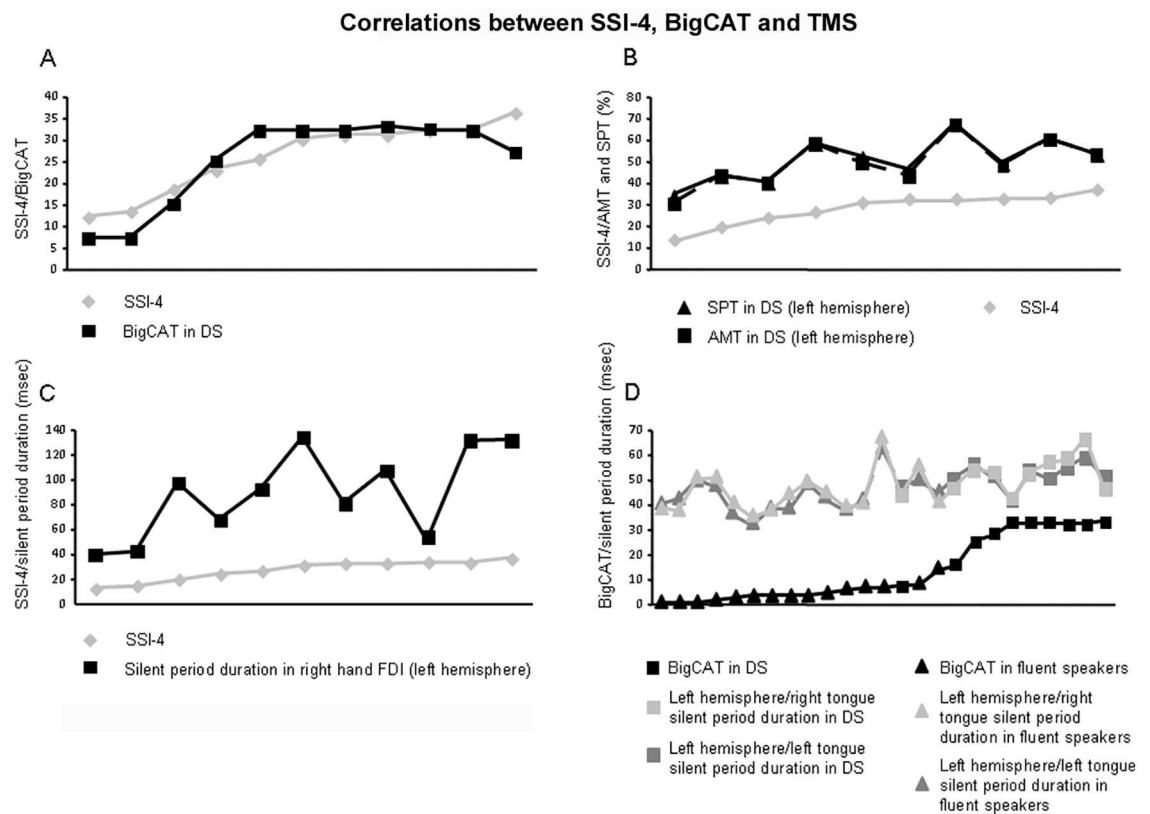 Correlations between SSI-4, BigCAT and TMS
A
SSI-4/BigCAT
40
35
30
25
20
15
10
5
0
SSI-4
BigCAT in DS
B
SSI-4/AMT and SPT (%)
80
70
60
50
40
30
20
10
0
SPT in DS (left hemisphere)
SSI-4
AMT in DS (left hemisphere)
C
SSI-4/silent period duration (msec)
140
120
100
80
60
40
20
0
SSI-4
Silent period duration in right hand FDI (left hemisphere)
D
BigCAT/silent period duration (msec)
70
60
50
40
30
20
10
0
BigCAT in DS
Left hemisphere/right tongue
silent period duration in DS
Left hemisphere/left tongue
silent period duration in DS
BigCAT in fluent speakers
Left hemisphere/right
tongue silent period
duration in fluent speakers
Left hemisphere/left tongue
silent period duration in
fluent speakers